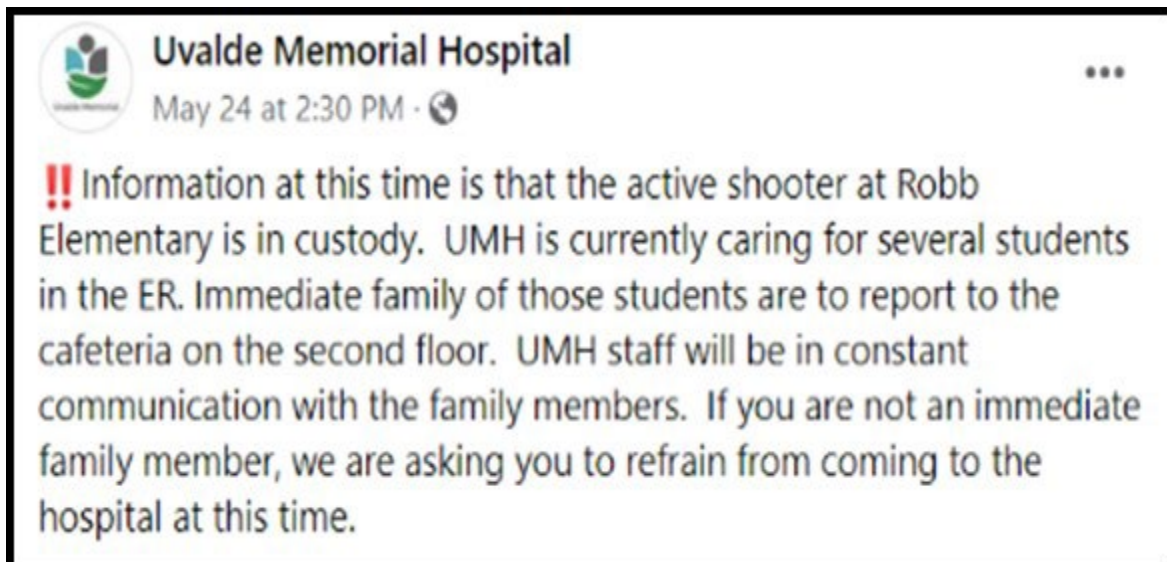 Uvalde Memorial Hospital
May 24 at 2:30 PM ·
‼️ Information at this time is that the active shooter at Robb
Elementary is in custody.  UMH is currently caring for several students
in the ER. Immediate family of those students are to report to the
cafeteria on the second floor.  UMH staff will be in constant
communication with the family members.  If you are not an immediate
family member, we are asking you to refrain from coming to the
hospital at this time.